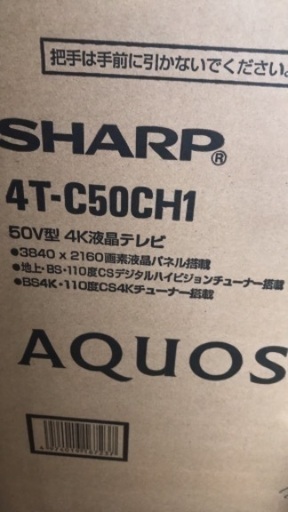 把手は手前に引かないでください。
SHARP®
4T-C50CH1
50V型 4K液晶テレビ
●3840 x 2160画素液晶パネル搭載
●地上・BS・110度CSデジタルハイビジョンチューナー搭載
●BS4K・110度CS4Kチューナー搭載
AQUOS